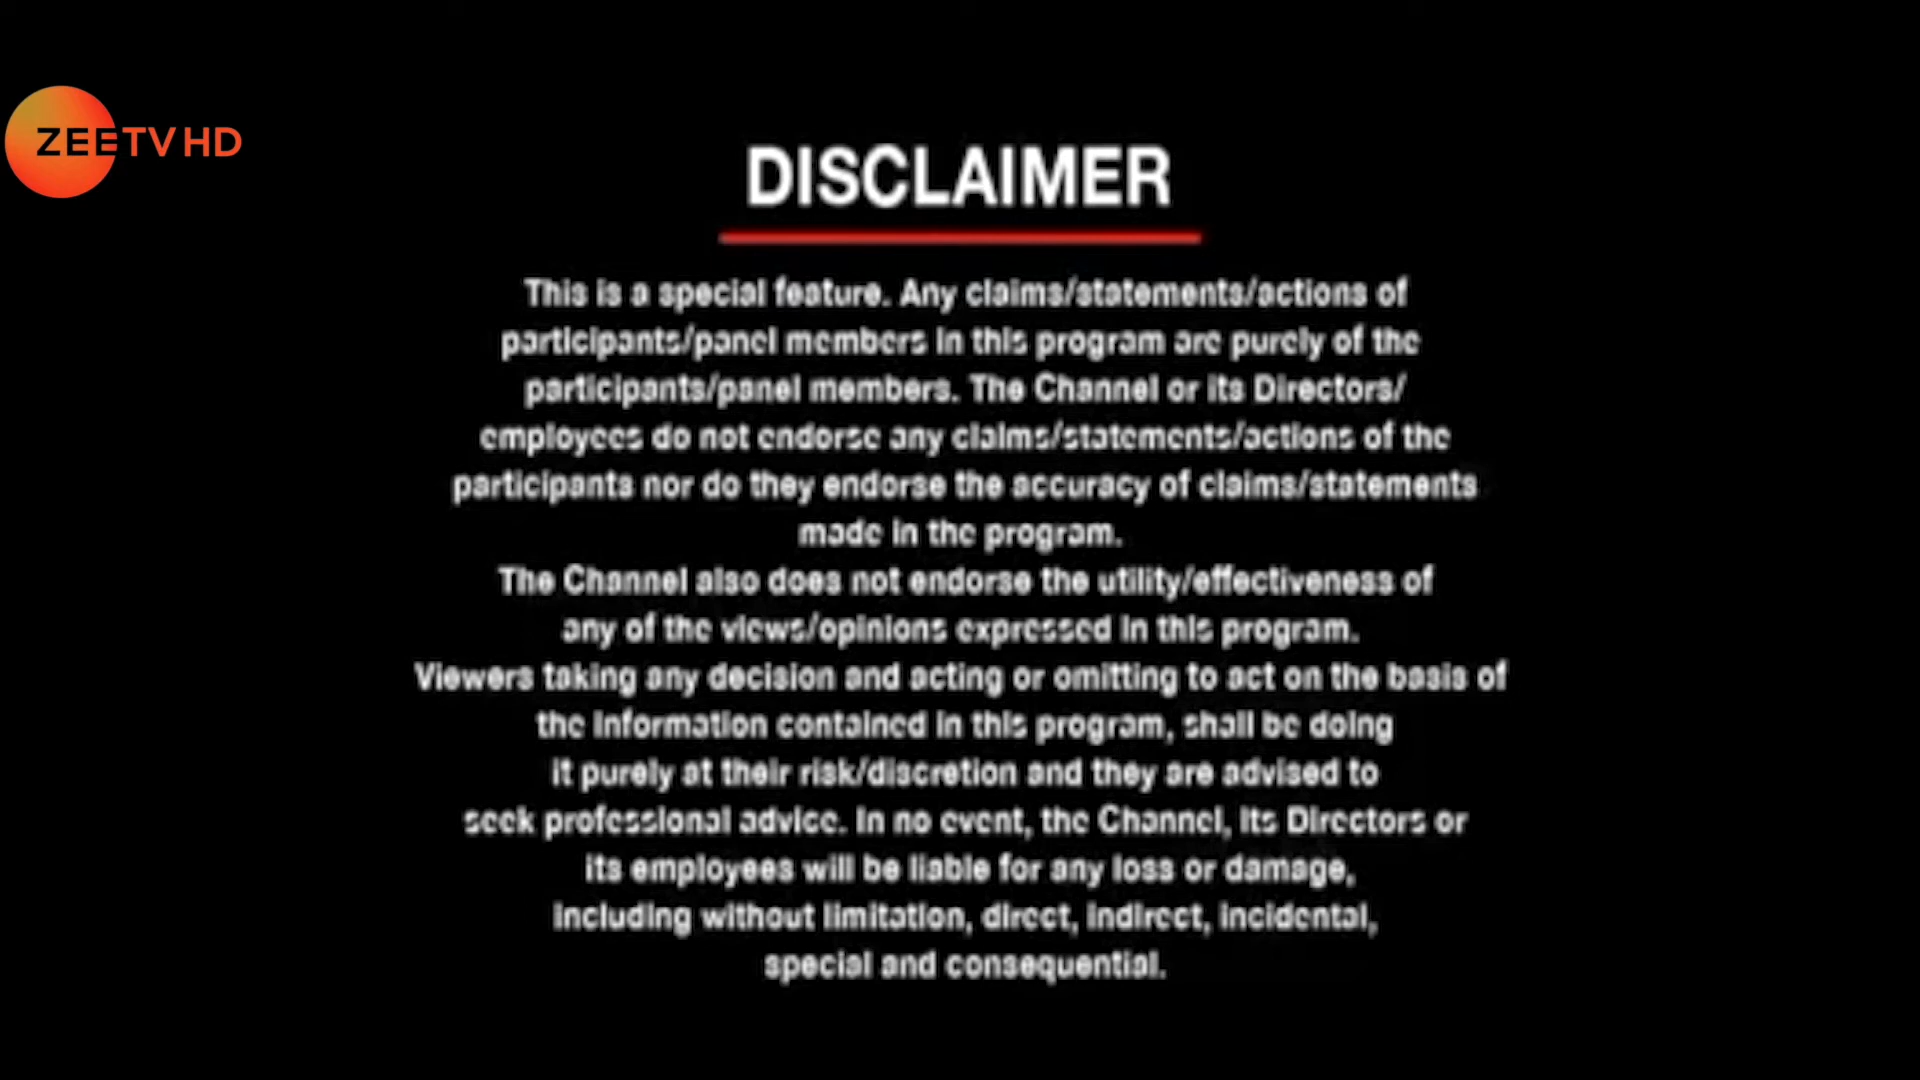 ZEETV HD
DISCLAIMER
This is a special feature. Any claims/statements/actions of
participants/panel members in this program are purely of the
participants/panel members. The Channel or its Directors/
employees do not endorse any claims/statements/actions of the
participants nor do they endorse the accuracy of claims/statements
made in the program.
The Channel also does not endorse the utility/effectiveness of
any of the views/opinions expressed in this program.
Viewers taking any decision and acting or omitting to act on the basis of
the information contained in this program, shall be doing
it purely at their risk/discretion and they are advised to
seek professional advice. In no event, the Channel, its Directors or
its employees will be liable for any loss or damage,
including without limitation, direct, indirect, incidental,
special and consequential.